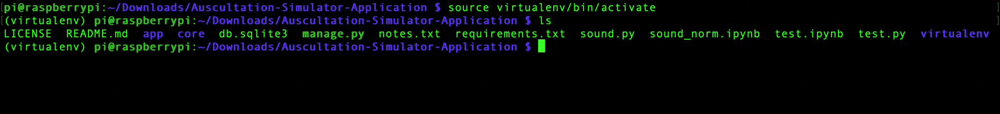 [pi@raspberrypi:~/Downloads/Auscultation-Simulator-Application $ source virtualenv/bin/activate ]
[(virtualenv) pi@raspberrypi:~/Downloads/Auscultation-Simulator-Application $ ls ]
LICENSE README.md app core db.sqlite3 manage.py notes.txt requirements.txt sound.py sound_norm.ipynb test.ipynb test.py virtualenv
(virtualenv) pi@raspberrypi:~/Downloads/Auscultation-Simulator-Application $